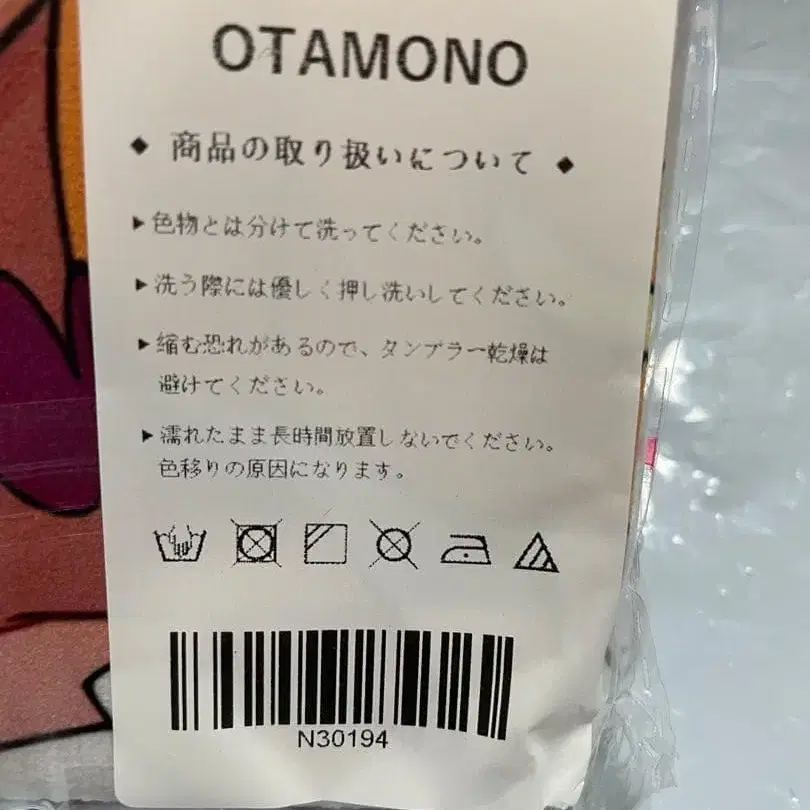 OTAMONO
◆ 商品の取り扱いについて ◆
▶色物とは分けて洗ってください。
▶洗う際には優しく押し洗いしてください。
▶縮む恐れがあるので、タンブラー乾燥は
避けてください。
▶濡れたまま長時間放置しないでください。
色移りの原因になります。
N30194